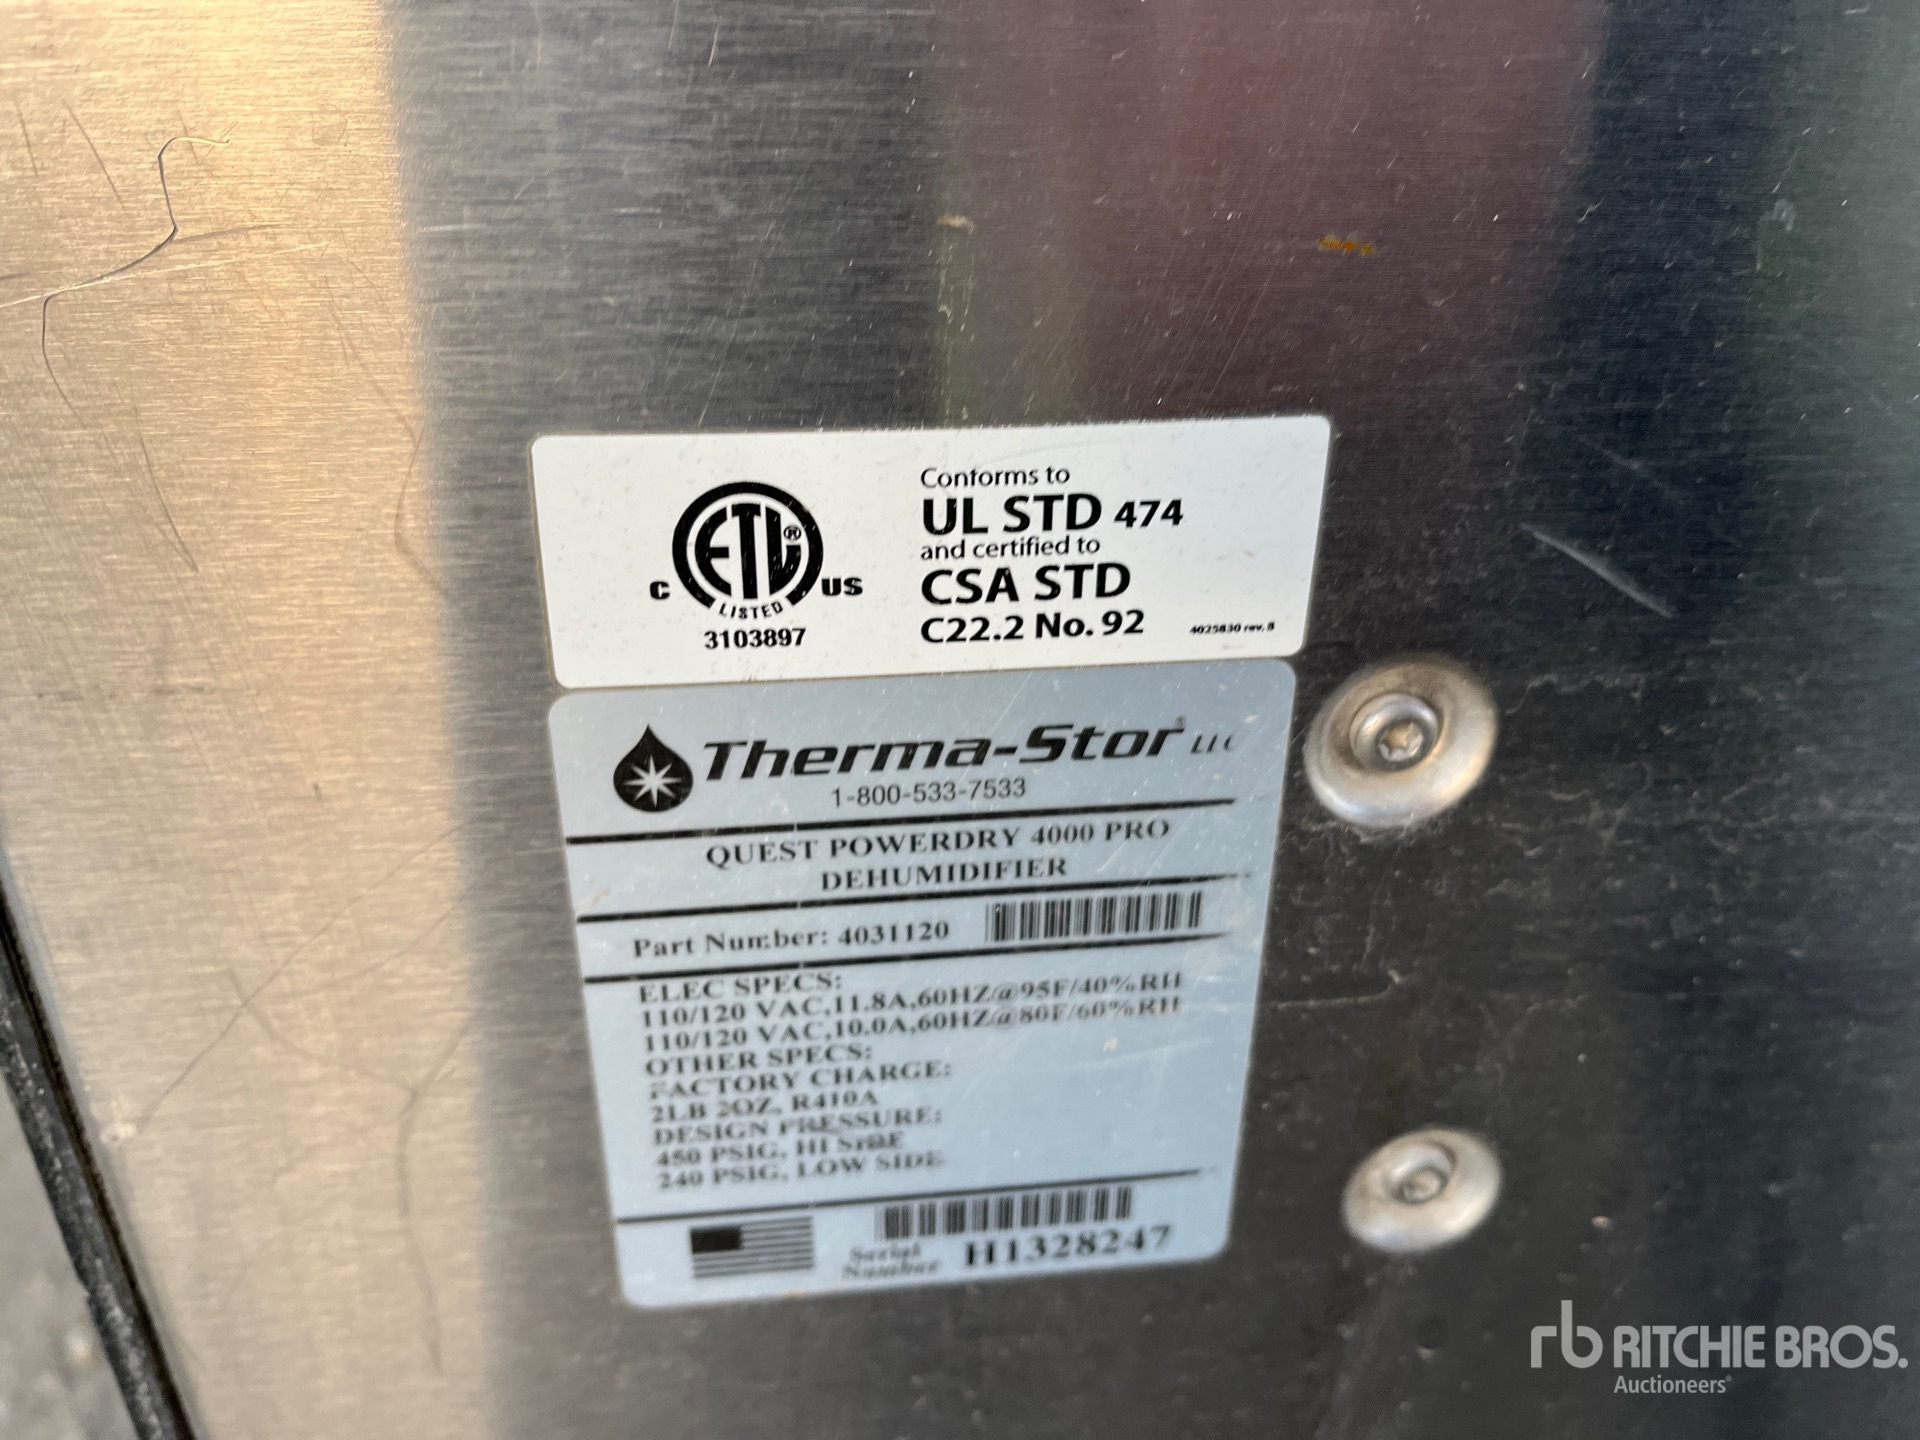 Conforms to
UL STD 474
and certified to
CSA STD
C22.2 No. 92
4025830 rev. B
ETL®
LISTED
C US
3103897
Therma-Stor® LLC
1-800-533-7533
QUEST POWERDRY 4000 PRO
DEHUMIDIFIER
Part Number: 4031120
ELEC SPECS:
110/120 VAC,11.8A,60HZ@95F/40%RH
110/120 VAC,10.0A,60HZ@80F/60%RH
OTHER SPECS:
FACTORY CHARGE:
2LB 2OZ, R410A
DESIGN PRESSURE:
450 PSIG, HI SIDE
240 PSIG, LOW SIDE
Serial
Number H1328247
rb RITCHIE BROS.
Auctioneers®